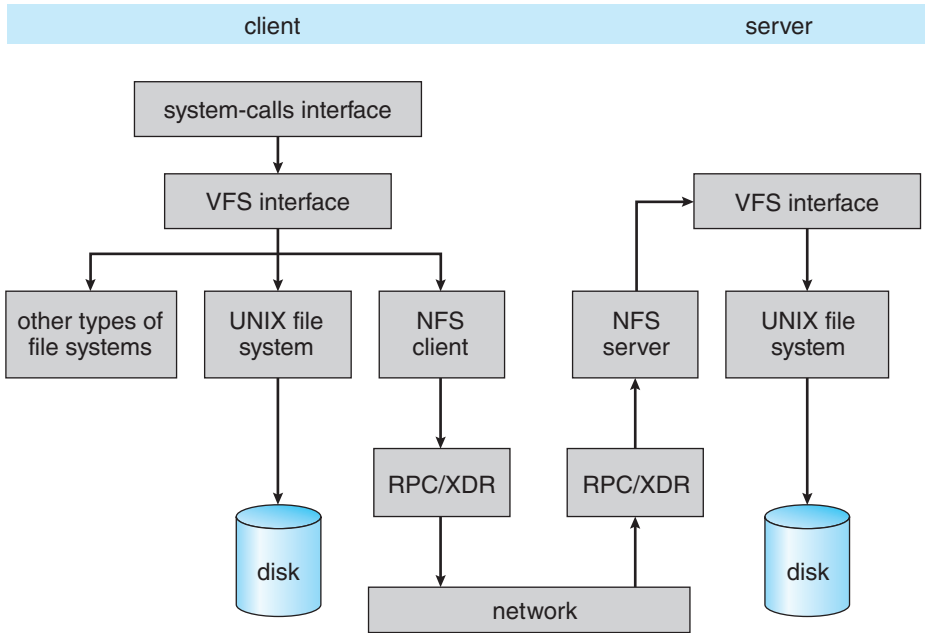 client
server
system-calls interface
VFS interface
VFS interface
other types of
file systems
UNIX file
system
NFS
client
NFS
server
UNIX file
system
RPC/XDR
RPC/XDR
disk
disk
network